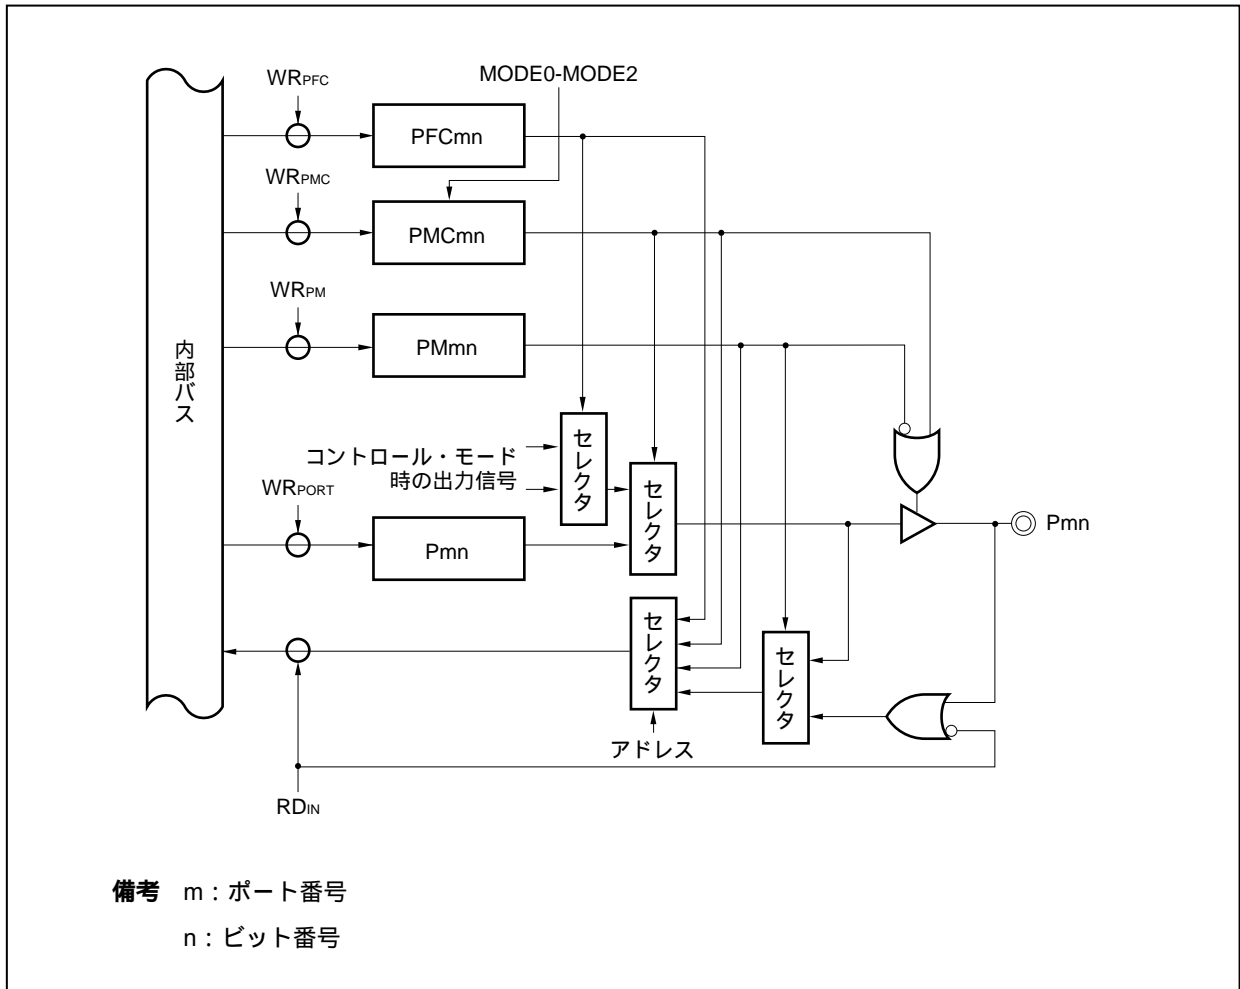 MODE0-MODE2
WRPFC
PFCmn
WRPMC
PMCmn
WRPM
PMmn
内部バス
セレクタ
コントロール・モード
時の出力信号
セレクタ
WRPORT
Pmn
Pmn
セレクタ
セレクタ
アドレス
RDIN
備考 m：ポート番号
n：ビット番号